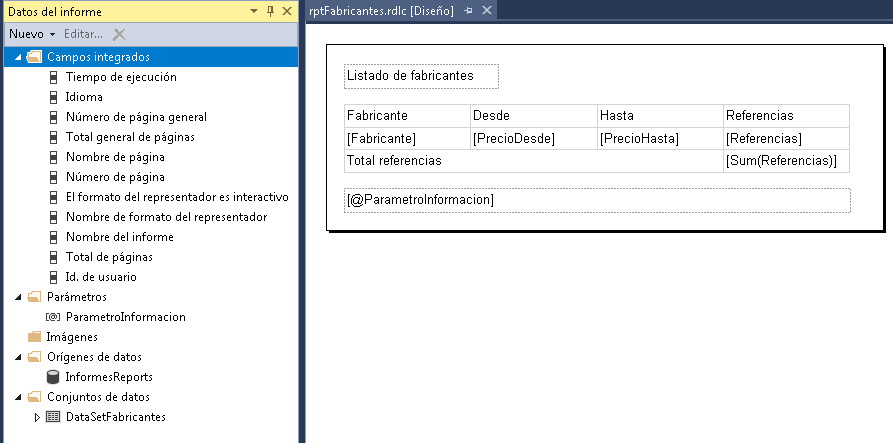 Datos del informe
Nuevo Editar...
Campos integrados
Tiempo de ejecución
Idioma
Número de página general
Total general de páginas
Nombre de página
Número de página
El formato del representador es interactivo
Nombre de formato del representador
Nombre del informe
Total de páginas
Id. de usuario
Parámetros
[@] ParametroInformacion
Imágenes
Orígenes de datos
InformesReports
Conjuntos de datos
DataSetFabricantes
rptFabricantes.rdlc [Diseño]
Listado de fabricantes
Fabricante Desde Hasta Referencias
[Fabricante] [PrecioDesde] [PrecioHasta] [Referencias]
Total referencias [Sum(Referencias)]
[@ParametroInformacion]